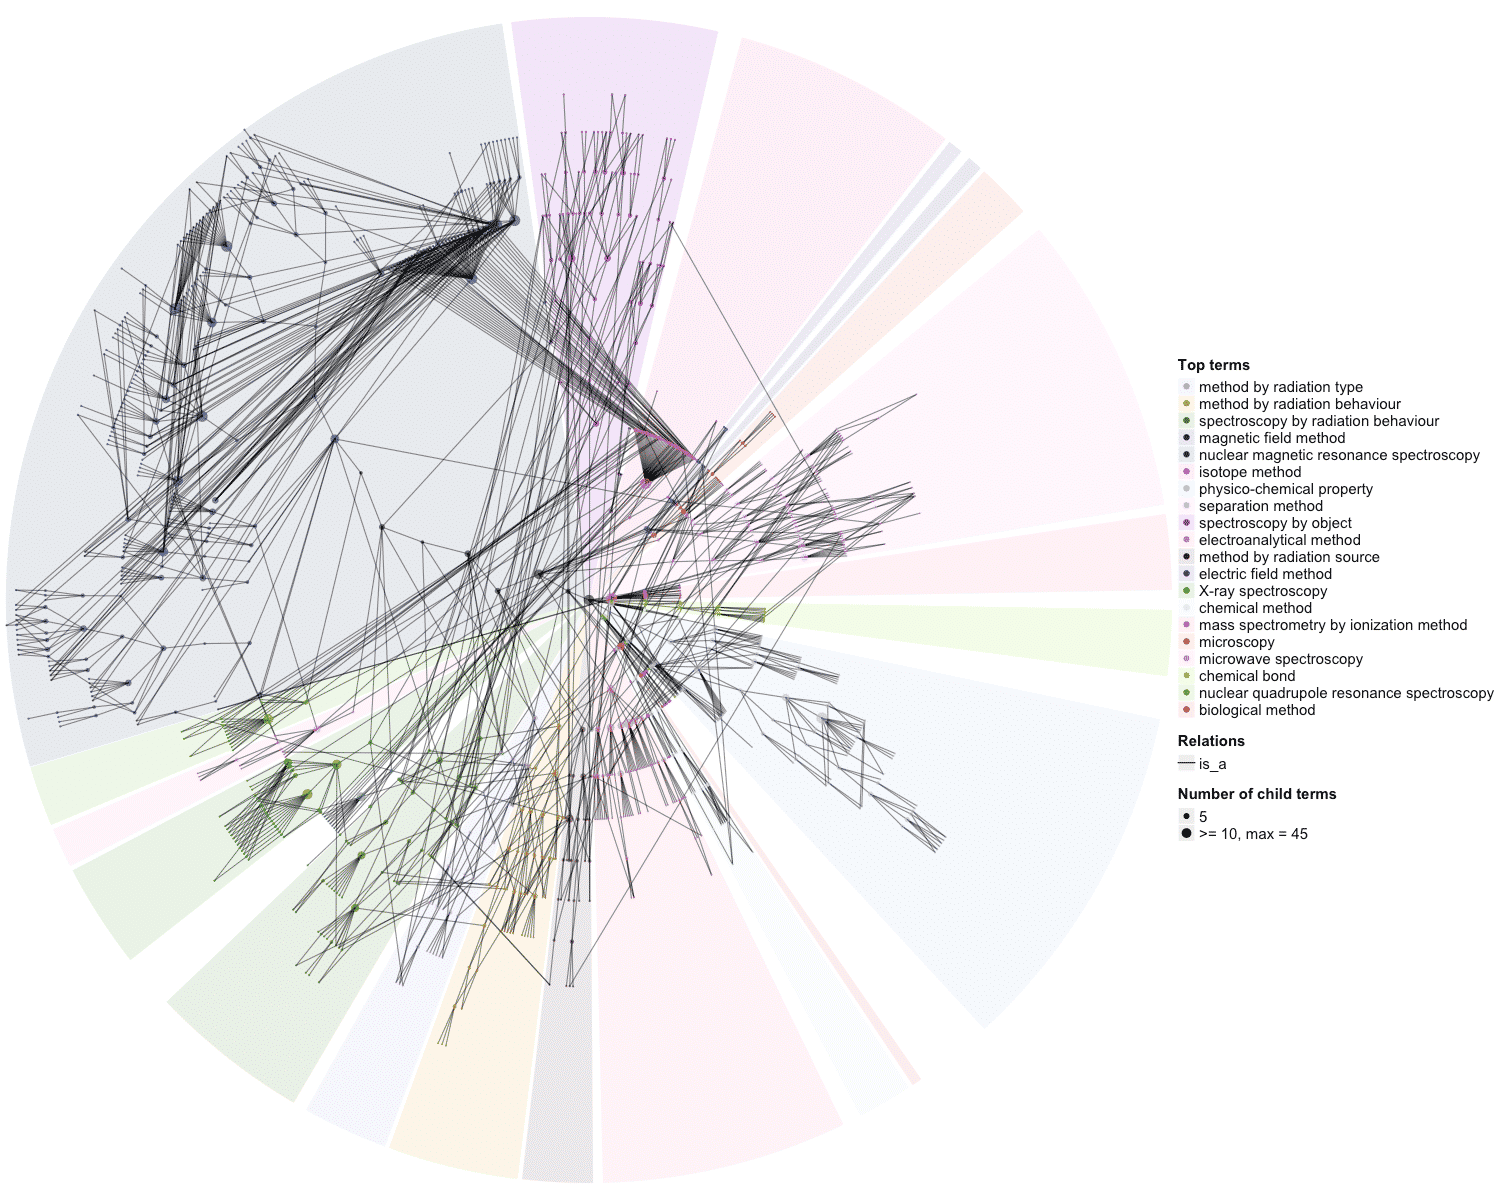 Top terms
method by radiation type
method by radiation behaviour
spectroscopy by radiation behaviour
magnetic field method
nuclear magnetic resonance spectroscopy
isotope method
physico-chemical property
separation method
spectroscopy by object
electroanalytical method
method by radiation source
electric field method
X-ray spectroscopy
chemical method
mass spectrometry by ionization method
microscopy
microwave spectroscopy
chemical bond
nuclear quadrupole resonance spectroscopy
biological method
Relations
is_a
Number of child terms
5
>= 10, max = 45